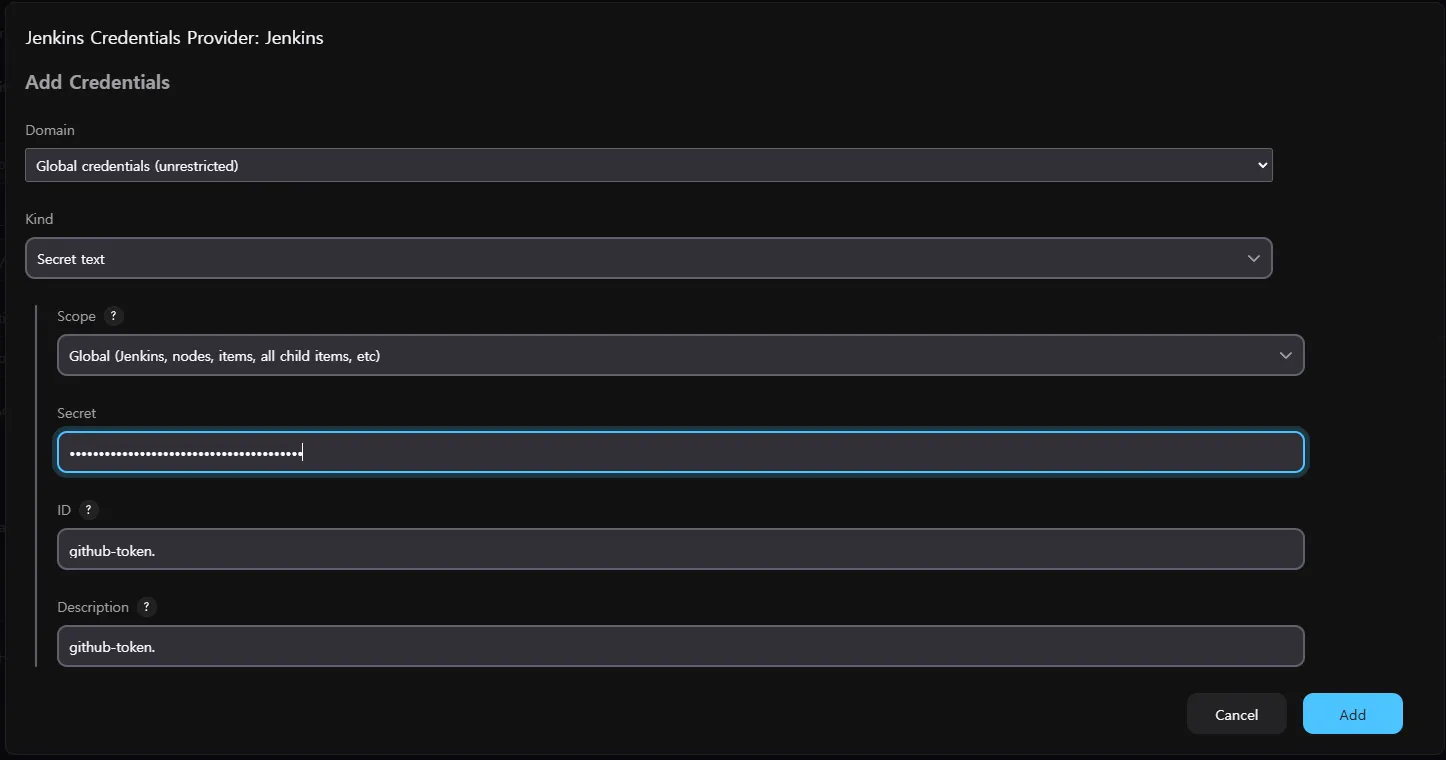 Jenkins Credentials Provider: Jenkins
Add Credentials
Domain
Global credentials (unrestricted)
Kind
Secret text
Scope ?
Global (Jenkins, nodes, items, all child items, etc)
Secret
••••••••••••••••••••••••••••••••••••••••
ID ?
github-token.
Description ?
github-token.
Cancel Add